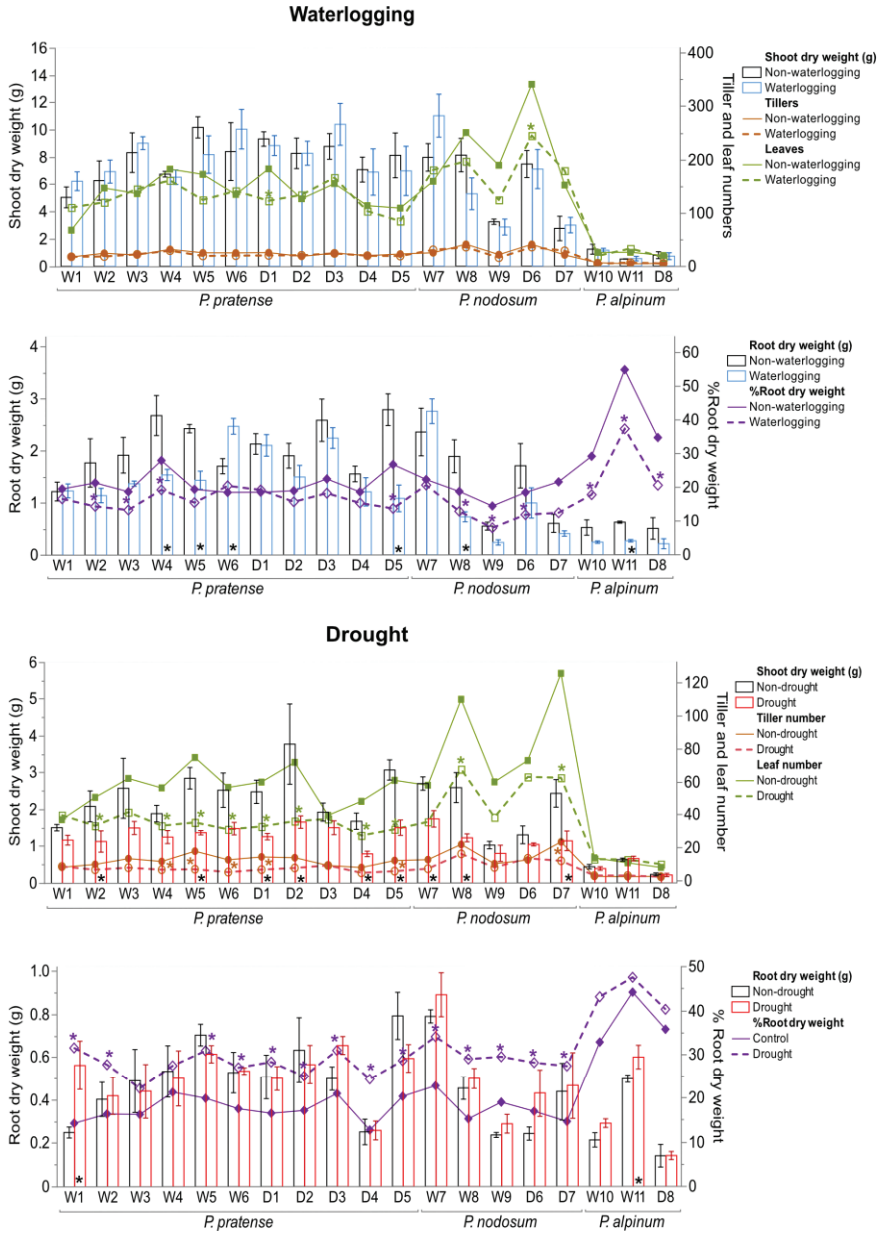 Waterlogging
Shoot dry weight (g)
16
14
12
10
8
6
4
2
0
400
300
200
100
0
Tiller and leaf numbers
Shoot dry weight (g)
Non-waterlogging
Waterlogging
Tillers
Non-waterlogging
Waterlogging
Leaves
Non-waterlogging
Waterlogging
*
*
W1 W2 W3 W4 W5 W6 D1 D2 D3 D4 D5 W7 W8 W9 D6 D7 W10 W11 D8
P. pratense P. nodosum P. alpinum
Root dry weight (g)
4
3
2
1
0
60
50
40
30
20
10
0
%Root dry weight
Root dry weight (g)
Non-waterlogging
Waterlogging
%Root dry weight
Non-waterlogging
Waterlogging
* * * * * * * * * *
* * * * * *
W1 W2 W3 W4 W5 W6 D1 D2 D3 D4 D5 W7 W8 W9 D6 D7 W10 W11 D8
P. pratense P. nodosum P. alpinum
Drought
Shoot dry weight (g)
6
5
4
3
2
1
0
120
100
80
60
40
20
0
Tiller and leaf number
Shoot dry weight (g)
Non-drought
Drought
Tiller number
Non-drought
Drought
Leaf number
Non-drought
Drought
* * * * * * * * * *
* * * * *
* * * * * * * * *
W1 W2 W3 W4 W5 W6 D1 D2 D3 D4 D5 W7 W8 W9 D6 D7 W10 W11 D8
P. pratense P. nodosum P. alpinum
Root dry weight (g)
1.0
0.8
0.6
0.4
0.2
0
50
40
30
20
10
0
% Root dry weight
Root dry weight (g)
Non-drought
Drought
%Root dry weight
Control
Drought
* * * * * * * * * * * * * *
* *
W1 W2 W3 W4 W5 W6 D1 D2 D3 D4 D5 W7 W8 W9 D6 D7 W10 W11 D8
P. pratense P. nodosum P. alpinum